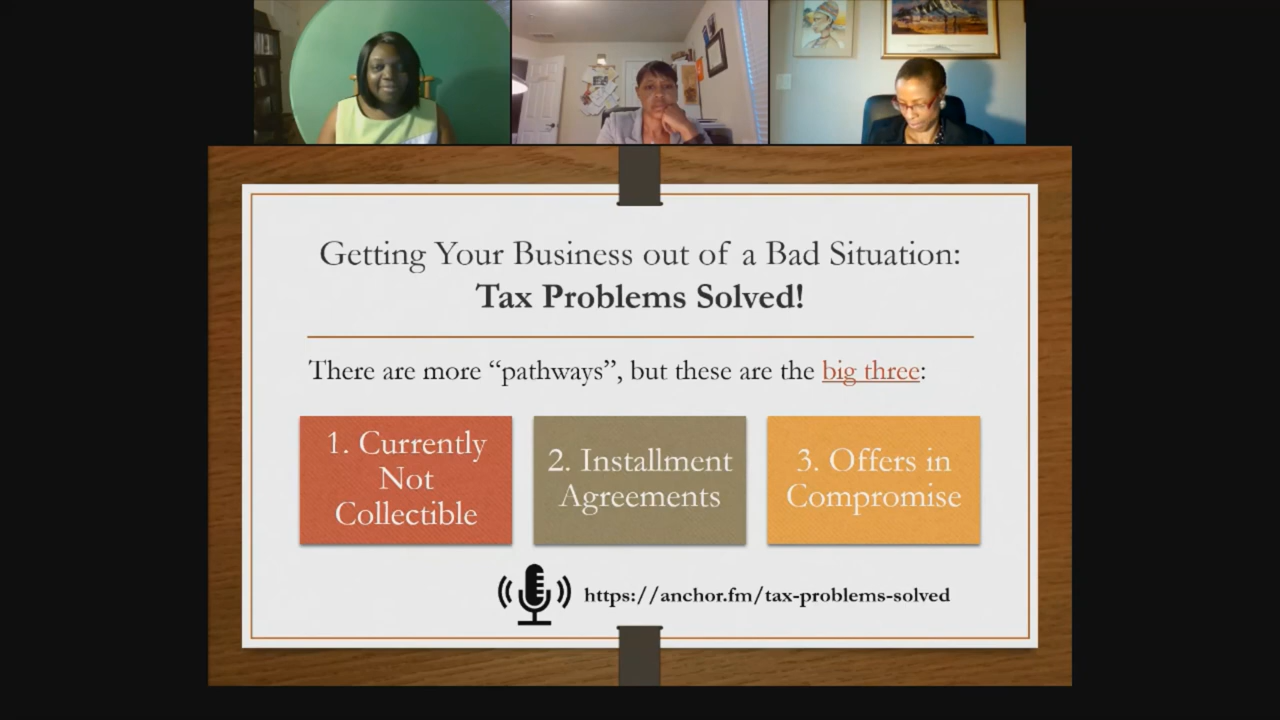 Getting Your Business out of a Bad Situation:
Tax Problems Solved!
There are more “pathways”, but these are the big three:
1. Currently
Not
Collectible
2. Installment
Agreements
3. Offers in
Compromise
https://anchor.fm/tax-problems-solved